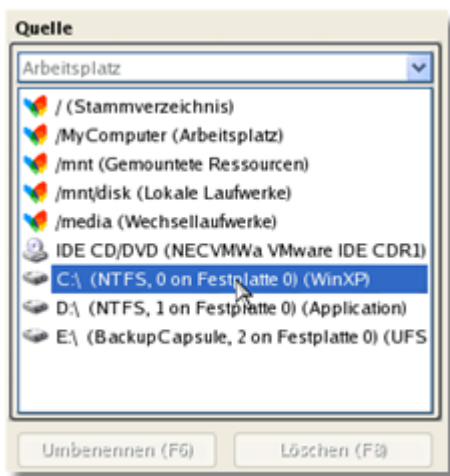 Quelle
Arbeitsplatz
/ (Stammverzeichnis)
/MyComputer (Arbeitsplatz)
/mnt (Gemountete Ressourcen)
/mnt/disk (Lokale Laufwerke)
/media (Wechsellaufwerke)
IDE CD/DVD (NECVMWa VMware IDE CDR1)
C:\ (NTFS, 0 on Festplatte 0) (WinXP)
D:\ (NTFS, 1 on Festplatte 0) (Application)
E:\ (BackupCapsule, 2 on Festplatte 0) (UFS
Umbenennen (F6) Löschen (F8)